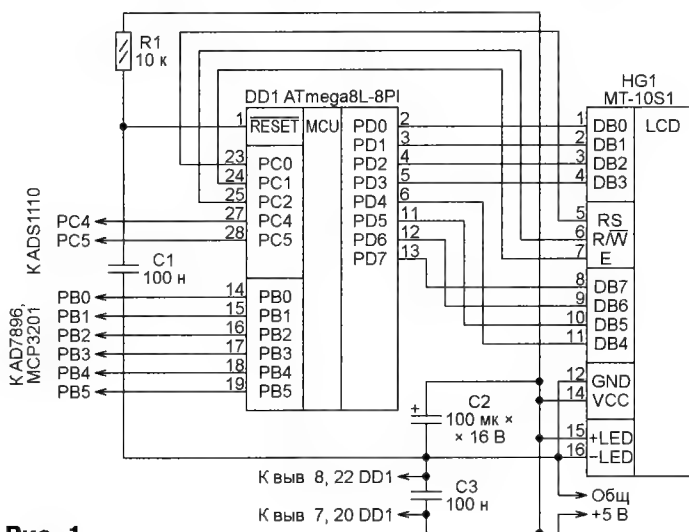 R1
10 к
DD1 ATmega8L-8PI
HG1
MT-10S1
1 RESET MCU PD0 2
PD1 3
PD2 4
PD3 5
PD4 6
PD5 11
PD6 12
PD7 13
23 PC0
24 PC1
25 PC2
27 PC4
28 PC5
14 PB0
15 PB1
16 PB2
17 PB3
18 PB4
19 PB5
1 DB0 LCD
2 DB1
3 DB2
4 DB3
5 RS
6 R/W
7 E
8 DB7
9 DB6
10 DB5
11 DB4
12 GND
14 VCC
15 +LED
16 –LED
К ADS1110
PC4
PC5
C1
100 н
К AD7896,
MCP3201
PB0
PB1
PB2
PB3
PB4
PB5
+ C2
100 мк ×
× 16 В
К выв 8, 22 DD1
C3
100 н
К выв 7, 20 DD1
Общ
+5 В
Рис. 1